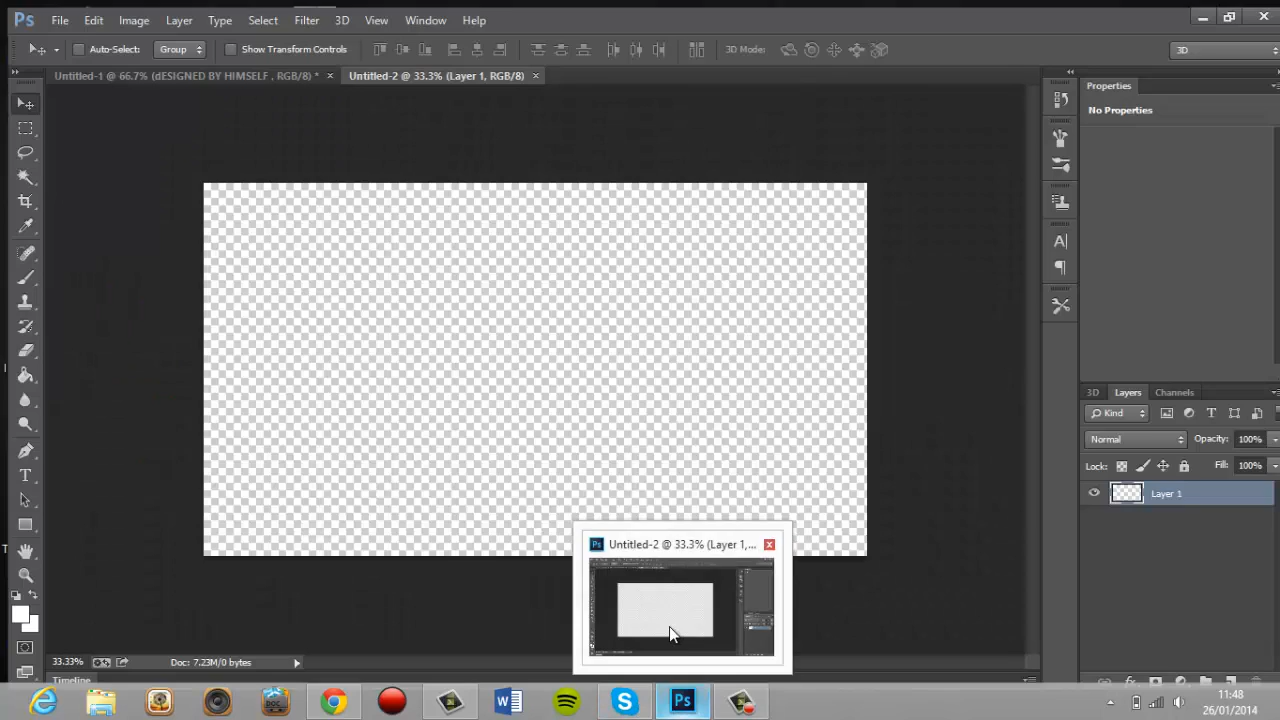 Ps File Edit Image Layer Type Select Filter 3D View Window Help
Auto-Select: Group Show Transform Controls 3D Mode: 3D
Untitled-1 @ 66.7% (dESIGNED BY HIMSELF , RGB/8) * × Untitled-2 @ 33.3% (Layer 1, RGB/8) ×
Properties
No Properties
3D Layers Channels
Kind
Normal Opacity: 100%
Lock: Fill: 100%
Layer 1
Ps Untitled-2 @ 33.3% (Layer 1,...
33.33% Doc: 7.23M/0 bytes
Timeline
11:48
26/01/2014